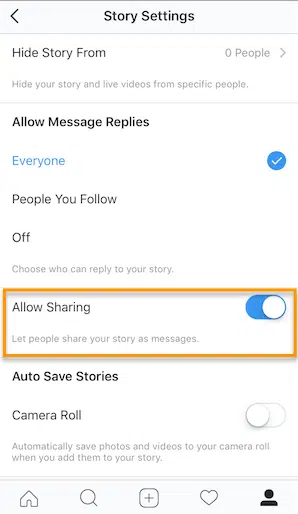 Story Settings
Hide Story From 0 People
Hide your story and live videos from specific people.
Allow Message Replies
Everyone
People You Follow
Off
Choose who can reply to your story.
Allow Sharing
Let people share your story as messages.
Auto Save Stories
Camera Roll
Automatically save photos and videos to your camera roll
when you add them to your story.